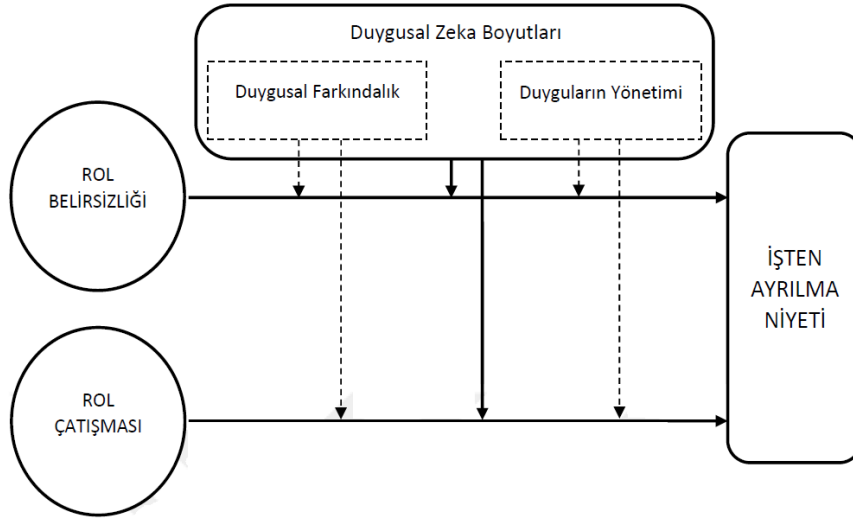 Duygusal Zeka Boyutları
Duygusal Farkındalık
Duyguların Yönetimi
ROL
BELİRSİZLİĞİ
İŞTEN
AYRILMA
NİYETİ
ROL
ÇATIŞMASI